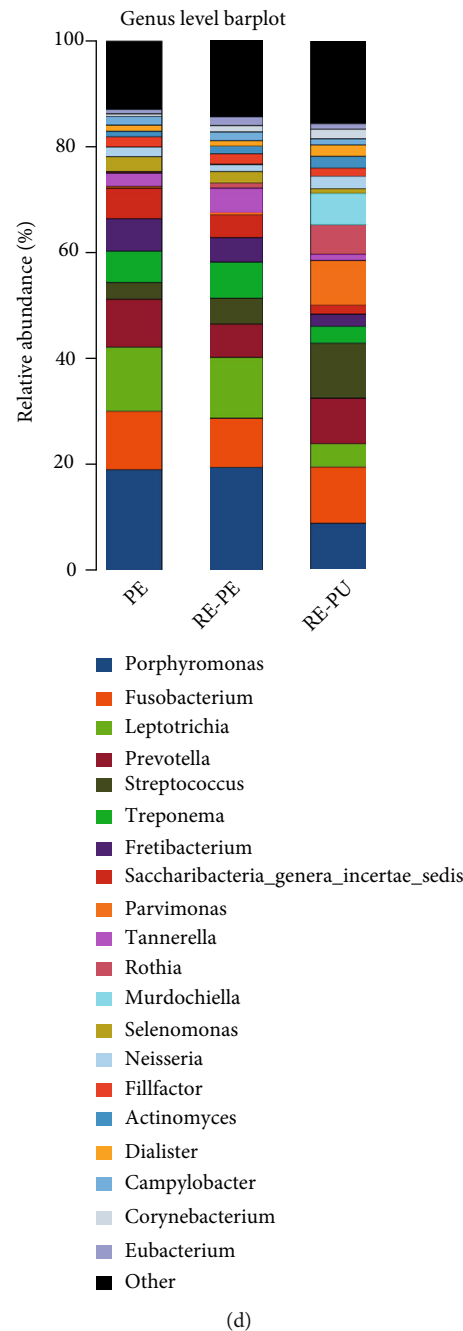 Genus level barplot
100
80
60
40
20
0
Relative abundance (%)
PE
RE-PE
RE-PU
Porphyromonas
Fusobacterium
Leptotrichia
Prevotella
Streptococcus
Treponema
Fretibacterium
Saccharibacteria_genera_incertae_sedis
Parvimonas
Tannerella
Rothia
Murdochiella
Selenomonas
Neisseria
Fillfactor
Actinomyces
Dialister
Campylobacter
Corynebacterium
Eubacterium
Other
(d)